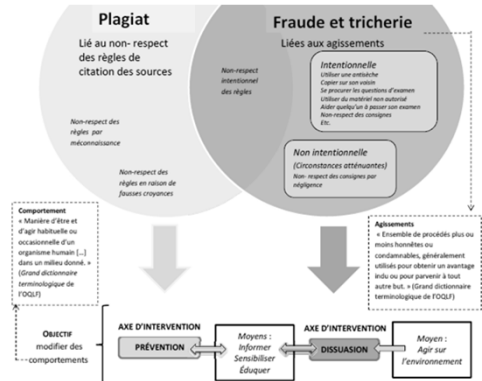 Plagiat
Lié au non- respect
des règles de
citation des sources
Non-respect
intentionnel
des règles
Non-respect des
règles par
méconnaissance
Non-respect des
règles en raison de
fausses croyances
Fraude et tricherie
Liées aux agissements
Intentionnelle
Utiliser une antisèche
Copier sur son voisin
Se procurer les questions d'examen
Utiliser du matériel non autorisé
Aider quelqu'un à passer son examen
Non-respect des consignes
Etc.
Non intentionnelle
(Circonstances atténuantes)
Non- respect des consignes par
négligence
Comportement
« Manière d'être et
d'agir habituelle ou
occasionnelle d'un
organisme humain […]
dans un milieu donné. »
(Grand dictionnaire
terminologique de
l'OQLF)
Agissements
« Ensemble de procédés plus ou
moins honnêtes ou
condamnables, généralement
utilisés pour obtenir un avantage
indu ou pour parvenir à tout
autre but. » (Grand dictionnaire
terminologique de l'OQLF)
OBJECTIF
modifier des
comportements
AXE D'INTERVENTION
PRÉVENTION
Moyens :
Informer
Sensibiliser
Éduquer
AXE D'INTERVENTION
DISSUASION
Moyen :
Agir sur
l'environnement